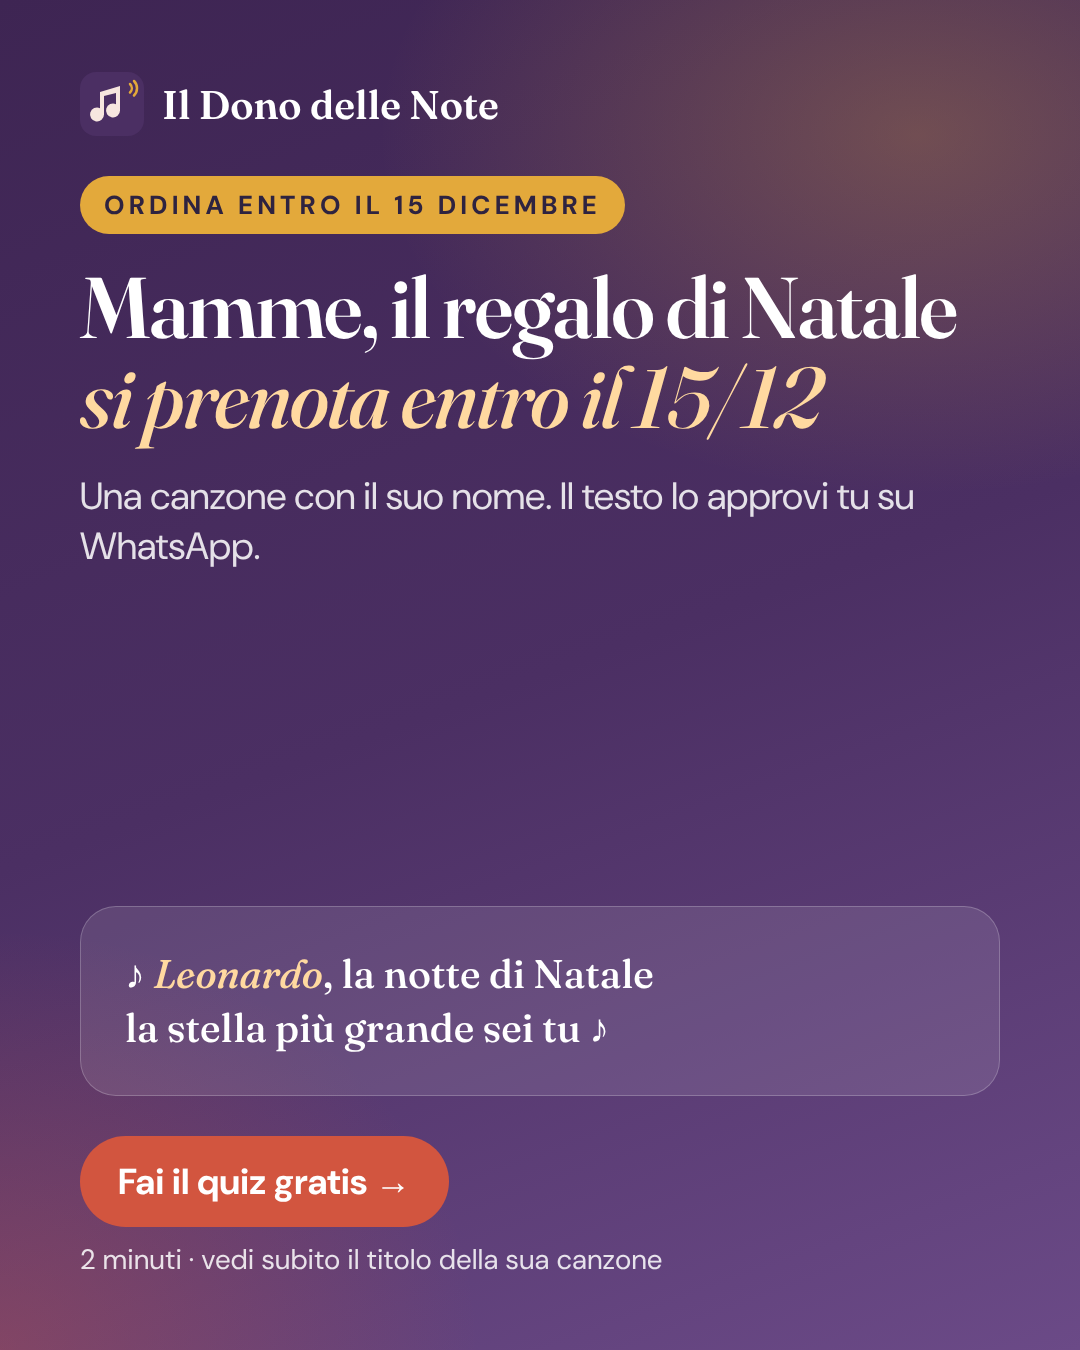 Il Dono delle Note
ORDINA ENTRO IL 15 DICEMBRE
Mamme, il regalo di Natale
si prenota entro il 15/12
Una canzone con il suo nome. Il testo lo approvi tu su
WhatsApp.
♪ Leonardo, la notte di Natale
la stella più grande sei tu ♪
Fai il quiz gratis →
2 minuti · vedi subito il titolo della sua canzone